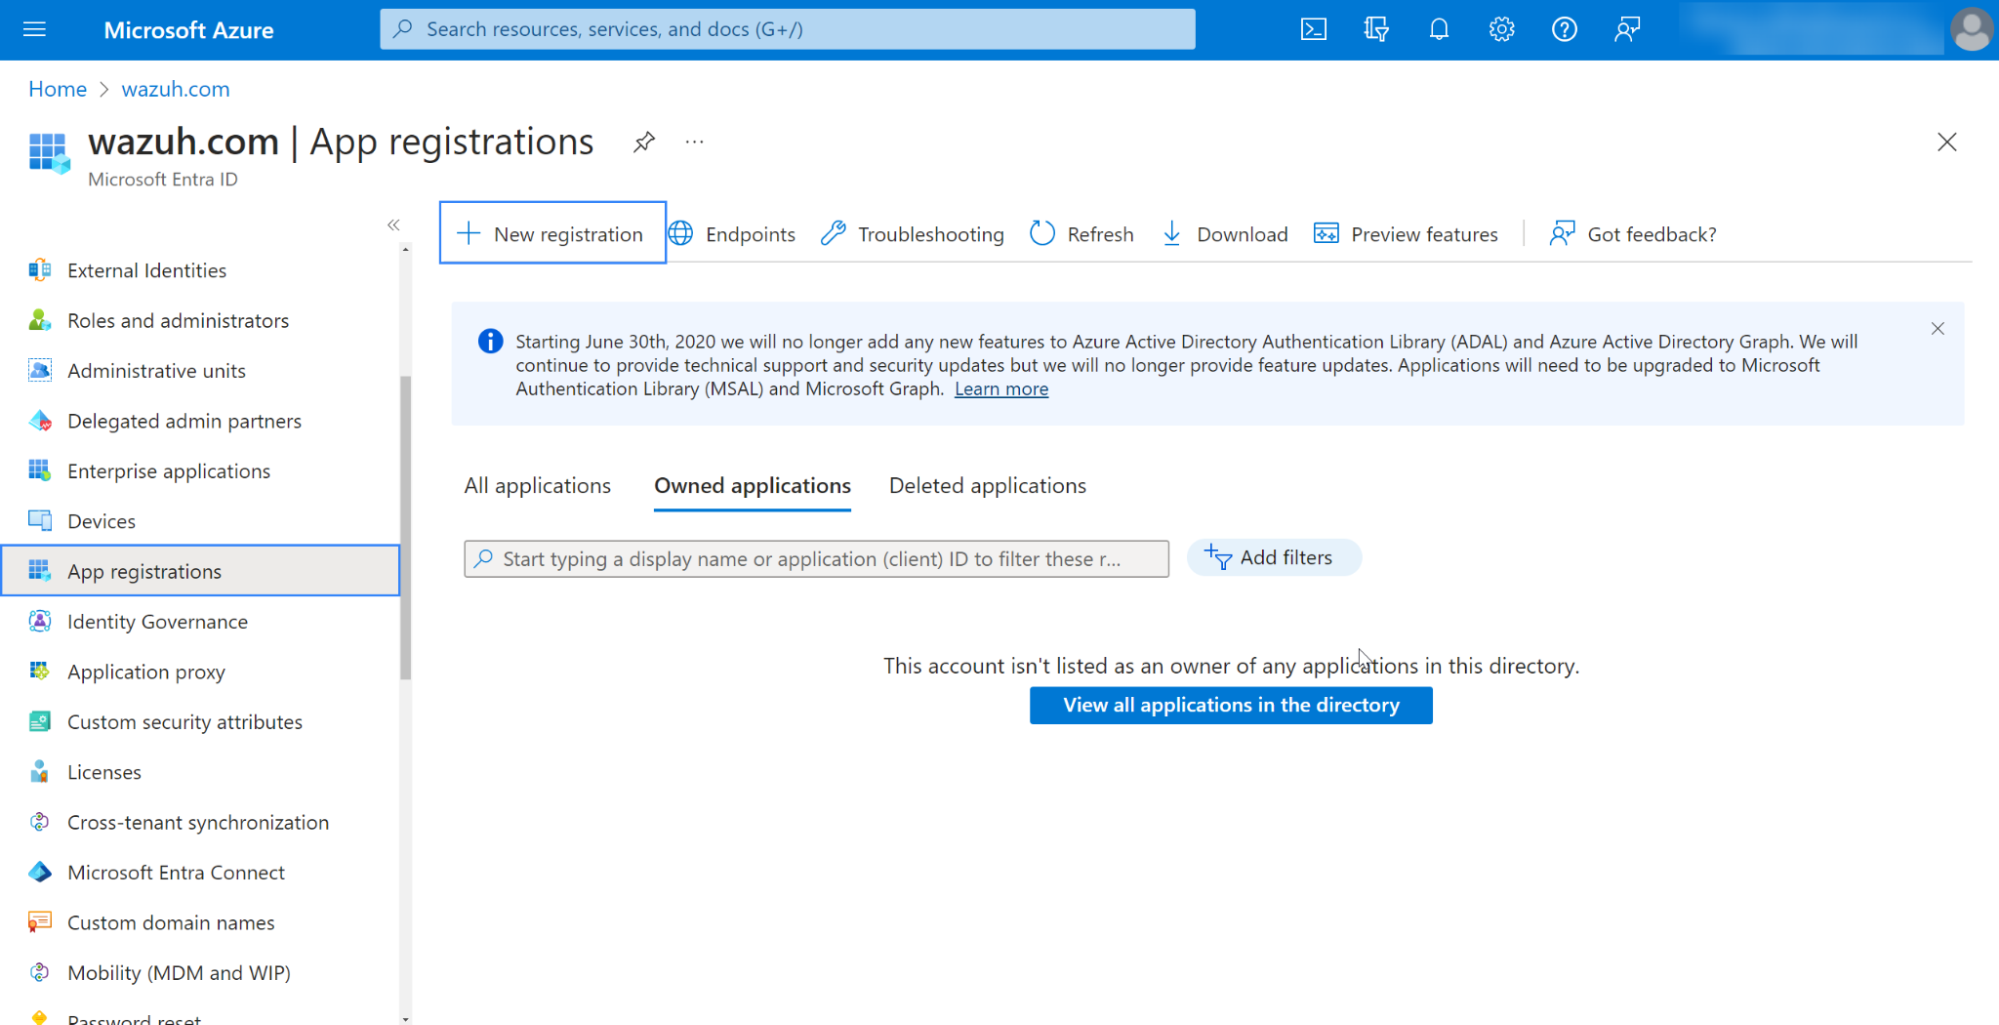 Microsoft Azure
Search resources, services, and docs (G+/)
Home > wazuh.com
wazuh.com | App registrations
Microsoft Entra ID
New registration
Endpoints
Troubleshooting
Refresh
Download
Preview features
Got feedback?
External Identities
Roles and administrators
Administrative units
Delegated admin partners
Enterprise applications
Devices
App registrations
Identity Governance
Application proxy
Custom security attributes
Licenses
Cross-tenant synchronization
Microsoft Entra Connect
Custom domain names
Mobility (MDM and WIP)
Password reset
Starting June 30th, 2020 we will no longer add any new features to Azure Active Directory Authentication Library (ADAL) and Azure Active Directory Graph. We will
continue to provide technical support and security updates but we will no longer provide feature updates. Applications will need to be upgraded to Microsoft
Authentication Library (MSAL) and Microsoft Graph. Learn more
All applications
Owned applications
Deleted applications
Start typing a display name or application (client) ID to filter these r...
Add filters
This account isn't listed as an owner of any applications in this directory.
View all applications in the directory